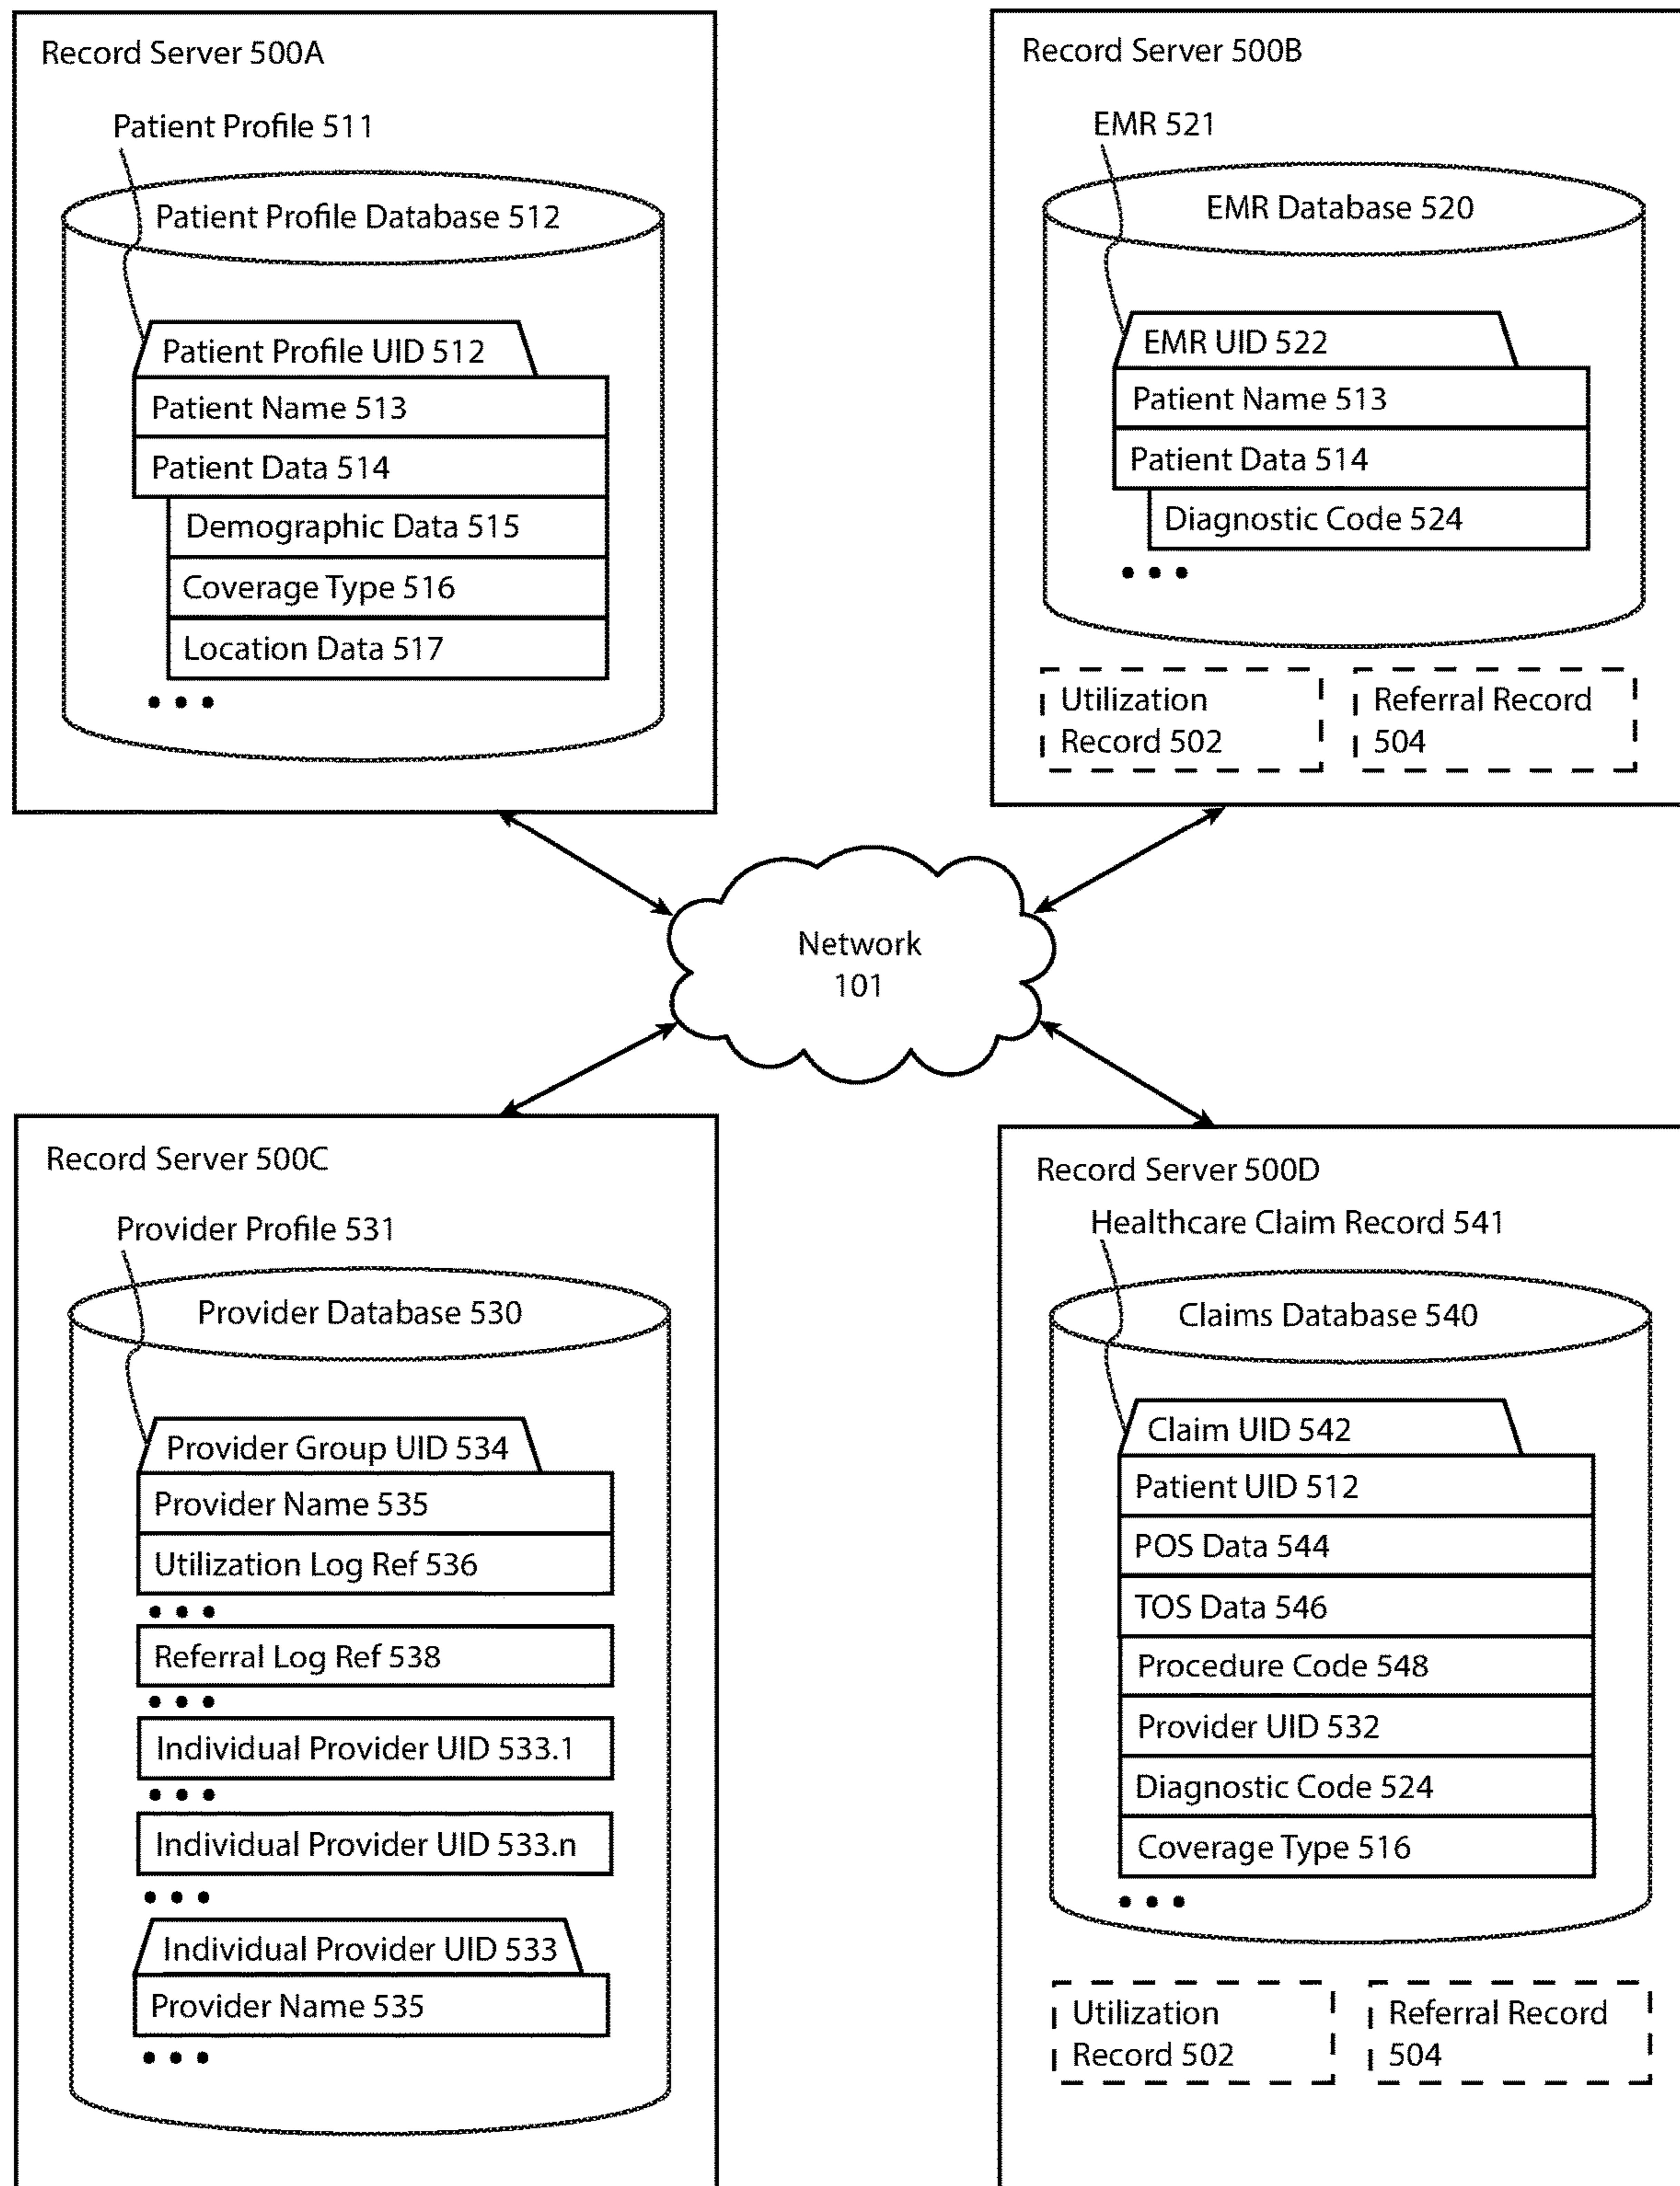 Record Server 500A
Patient Profile 511
Patient Profile Database 512
Patient Profile UID 512
Patient Name 513
Patient Data 514
Demographic Data 515
Coverage Type 516
Location Data 517
Record Server 500B
EMR 521
EMR Database 520
EMR UID 522
Patient Name 513
Patient Data 514
Diagnostic Code 524
Utilization
Record 502
Referral Record
504
Network
101
Record Server 500C
Provider Profile 531
Provider Database 530
Provider Group UID 534
Provider Name 535
Utilization Log Ref 536
Referral Log Ref 538
Individual Provider UID 533.1
Individual Provider UID 533.n
Individual Provider UID 533
Provider Name 535
Record Server 500D
Healthcare Claim Record 541
Claims Database 540
Claim UID 542
Patient UID 512
POS Data 544
TOS Data 546
Procedure Code 548
Provider UID 532
Diagnostic Code 524
Coverage Type 516
Utilization
Record 502
Referral Record
504